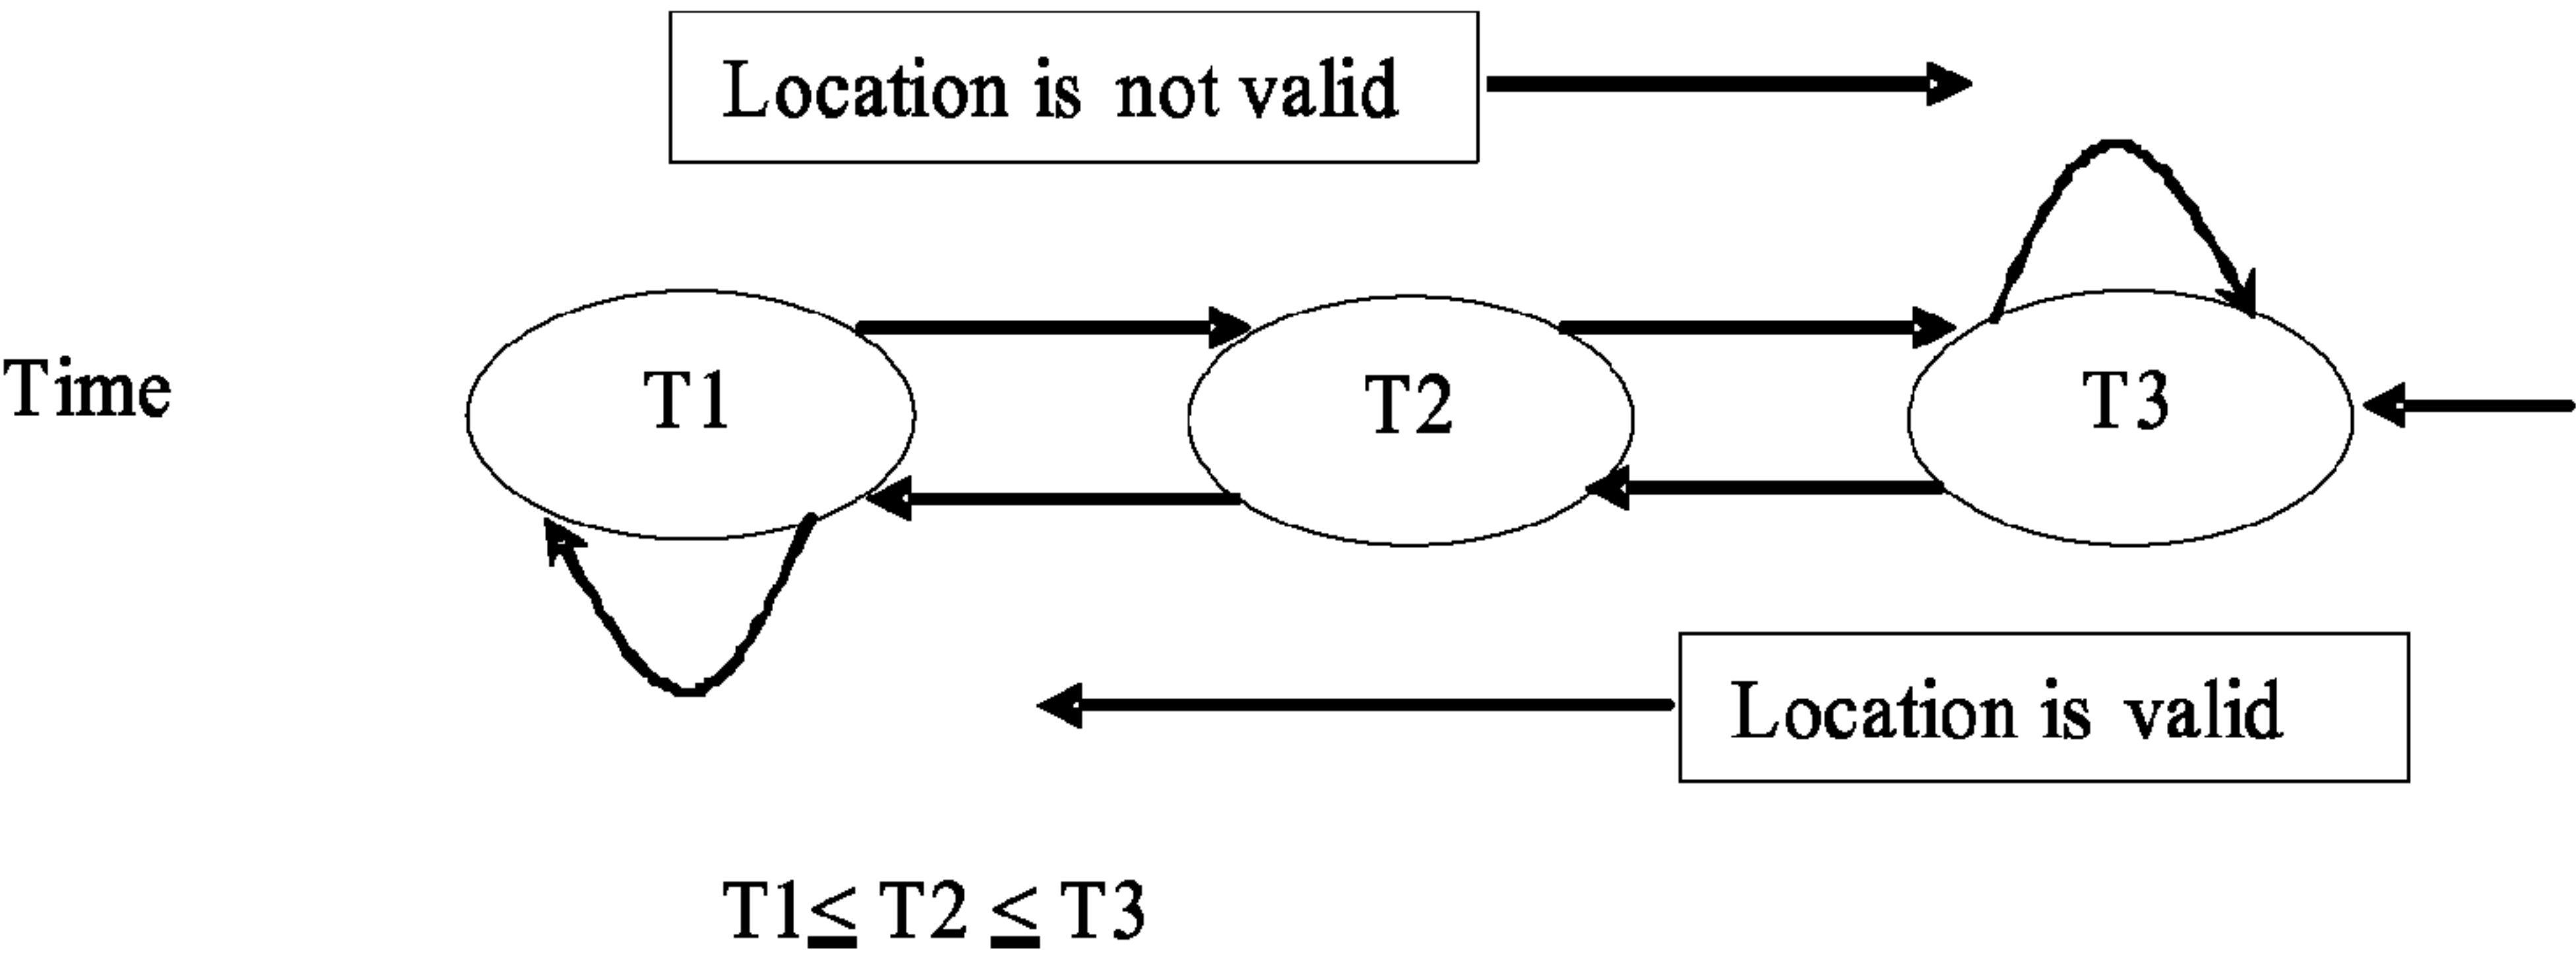 Location is not valid
Time
T1
T2
T3
Location is valid
T1≤ T2 ≤ T3